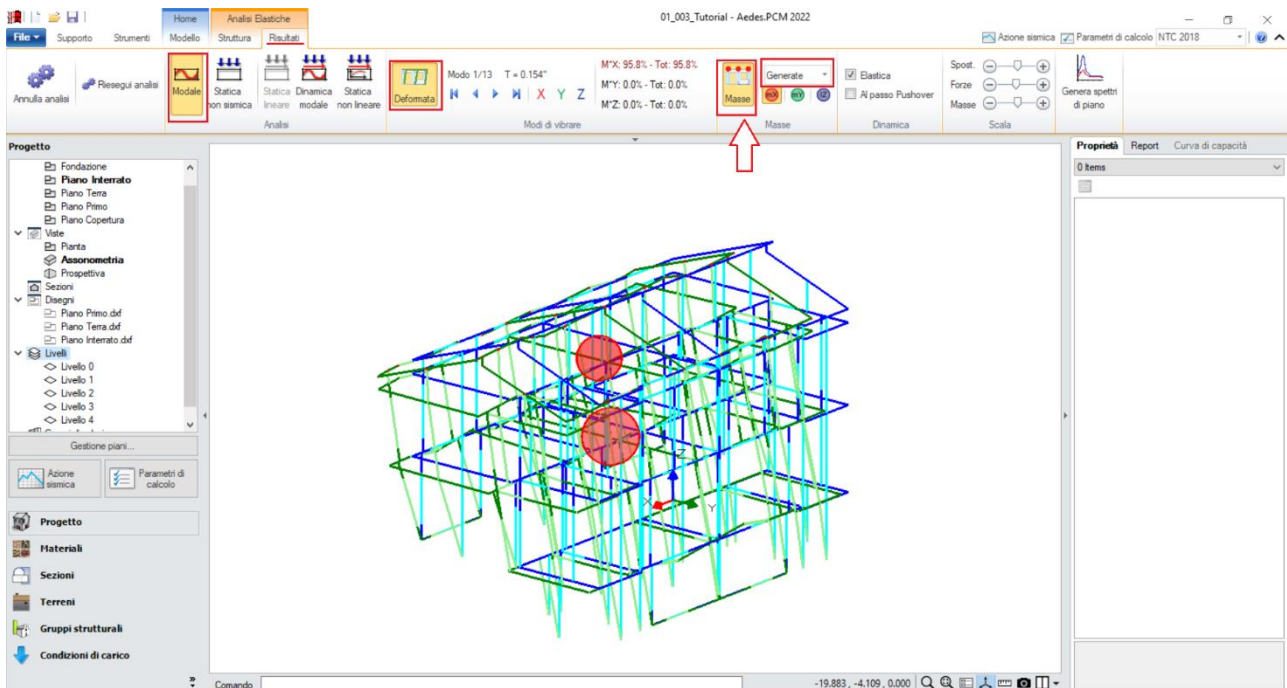 01_003_Tutorial - Aedes.PCM 2022
Home
Analisi Elastiche
File
Supporto
Strumenti
Modello
Struttura
Risultati
Azione sismica
Parametri di calcolo
NTC 2018
Annulla analisi
Riesegui analisi
Modale
Statica
non sismica
Statica
lineare
Dinamica
modale
Statica
non lineare
Analisi
Deformata
Modo 1/13 T = 0.154"
X Y Z
M*X: 95.8% - Tot: 95.8%
M*Y: 0.0% - Tot: 0.0%
M*Z: 0.0% - Tot: 0.0%
Modi di vibrare
Masse
Generate
mX
mY
IZ
Masse
Elastica
Al passo Pushover
Dinamica
Spost.
Forze
Masse
Scala
Genera spettri
di piano
Progetto
Fondazione
Piano Interrato
Piano Terra
Piano Primo
Piano Copertura
Viste
Pianta
Assonometria
Prospettiva
Sezioni
Disegni
Piano Primo.dxf
Piano Terra.dxf
Piano Interrato.dxf
Livelli
Livello 0
Livello 1
Livello 2
Livello 3
Livello 4
Gestione piani...
Azione
sismica
Parametri di
calcolo
Progetto
Materiali
Sezioni
Terreni
Gruppi strutturali
Condizioni di carico
Z
X
Y
Proprietà
Report
Curva di capacità
0 Items
Comando
-19.883, -4.109, 0.000